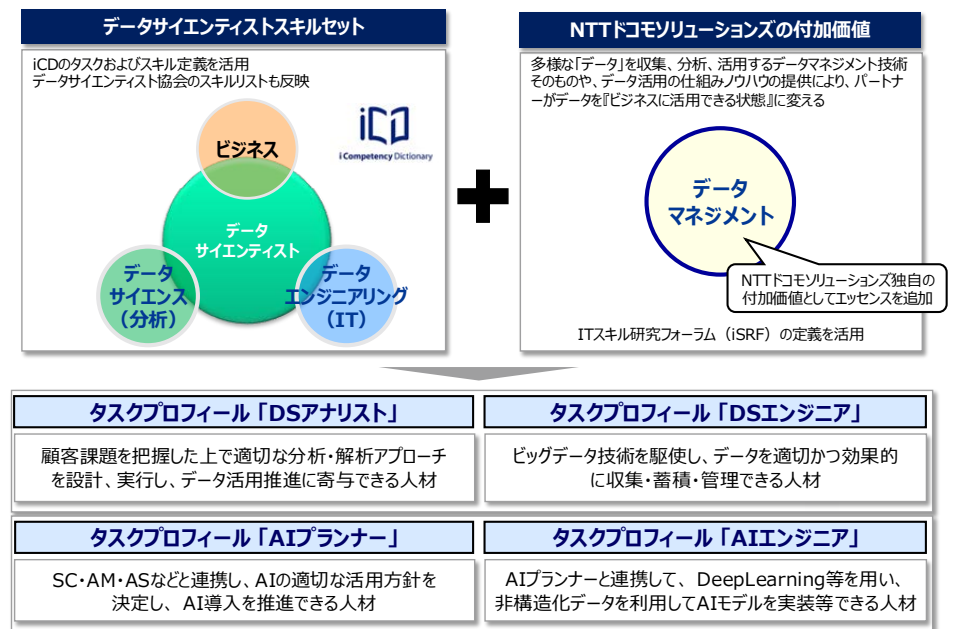 データサイエンティストスキルセット
iCDのタスクおよびスキル定義を活用
データサイエンティスト協会のスキルリストも反映
iCD
i Competency Dictionary
ビジネス
データ
サイエンティスト
データ
サイエンス
（分析）
データ
エンジニアリング
（IT）
NTTドコモソリューションズの付加価値
多様な「データ」を収集、分析、活用するデータマネジメント技術
そのものや、データ活用の仕組みノウハウの提供により、パートナ
ーがデータを『ビジネスに活用できる状態』に変える
データ
マネジメント
NTTドコモソリューションズ独自の
付加価値としてエッセンスを追加
ITスキル研究フォーラム（iSRF）の定義を活用
タスクプロフィール「DSアナリスト」
顧客課題を把握した上で適切な分析・解析アプローチ
を設計、実行し、データ活用推進に寄与できる人材
タスクプロフィール「DSエンジニア」
ビッグデータ技術を駆使し、データを適切かつ効果的
に収集・蓄積・管理できる人材
タスクプロフィール「AIプランナー」
SC・AM・ASなどと連携し、AIの適切な活用方針を
決定し、AI導入を推進できる人材
タスクプロフィール「AIエンジニア」
AIプランナーと連携して、DeepLearning等を用い、
非構造化データを利用してAIモデルを実装等できる人材